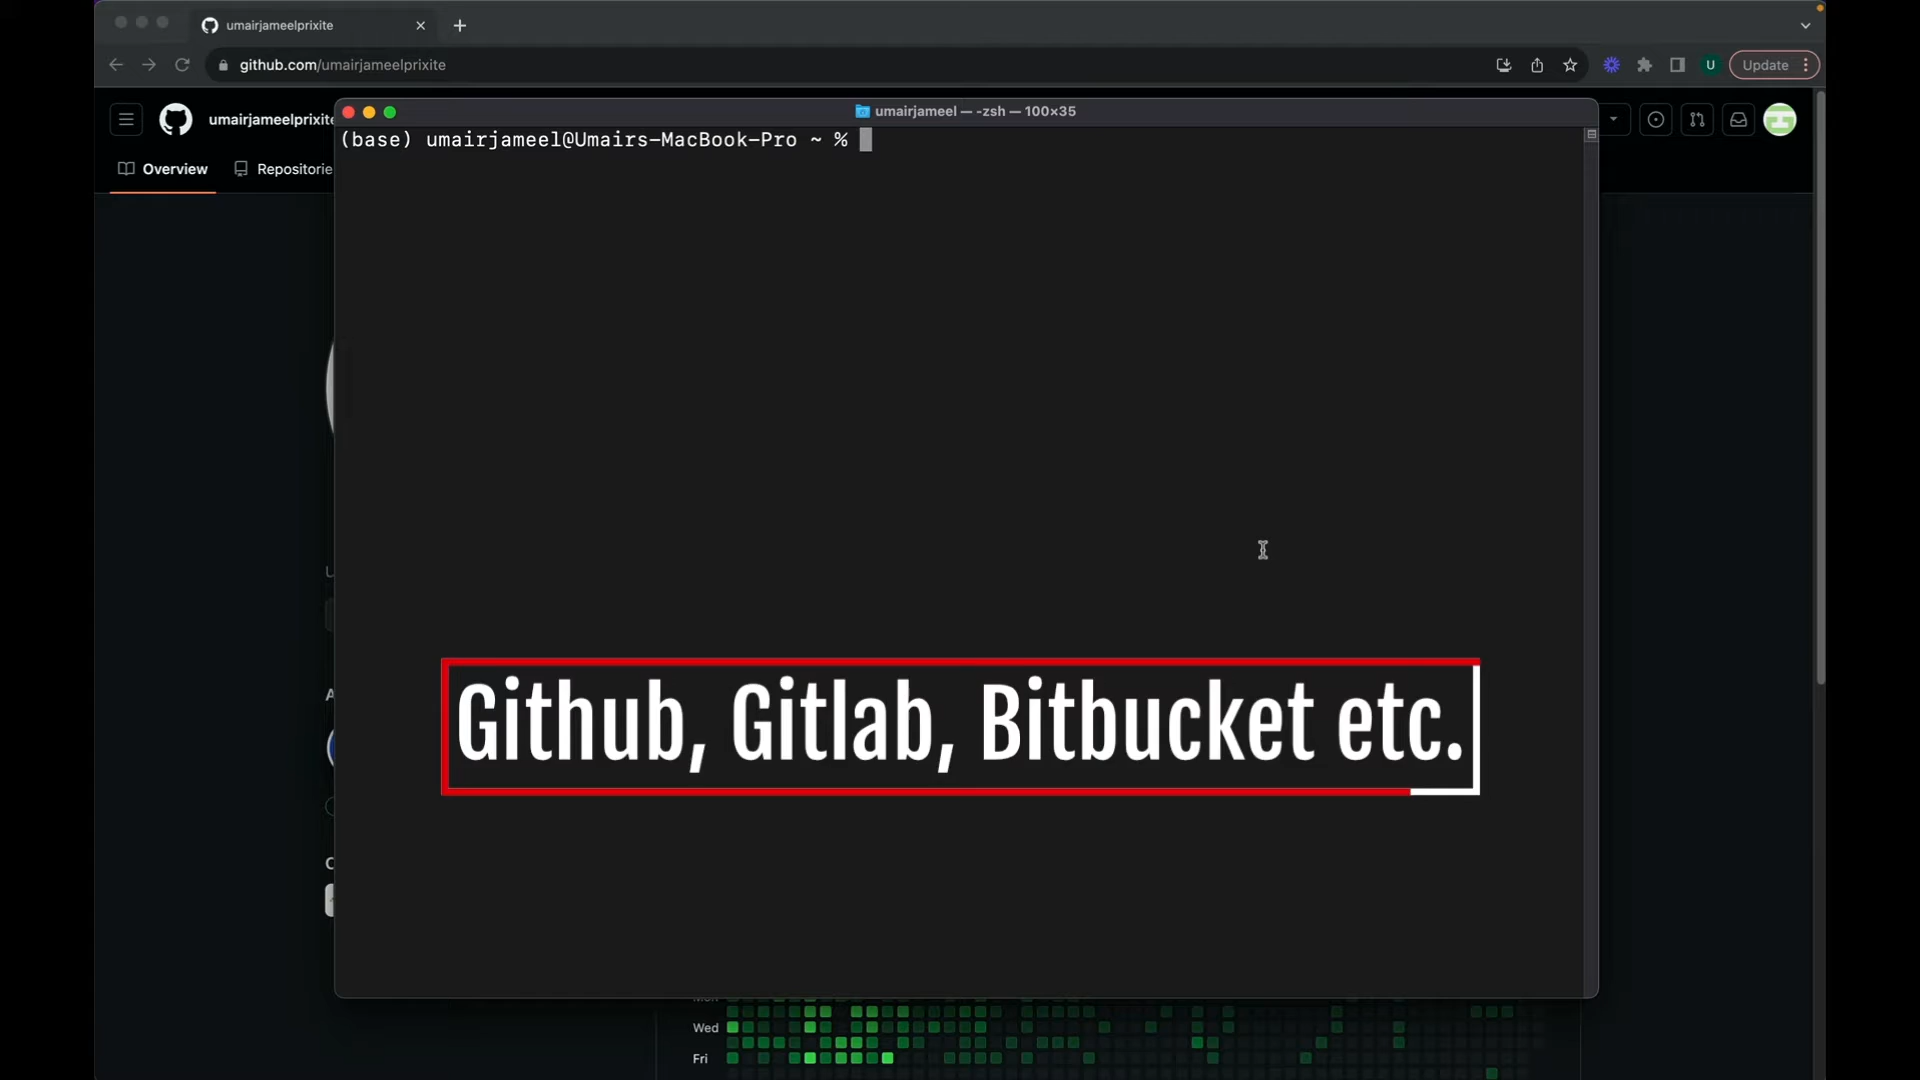 umairjameelprixite
github.com/umairjameelprixite
U
Update
umairjameelprixite
Overview
Repositorie
umairjameel — -zsh — 100×35
(base) umairjameel@Umairs-MacBook-Pro ~ %
Github, Gitlab, Bitbucket etc.
Wed
Fri